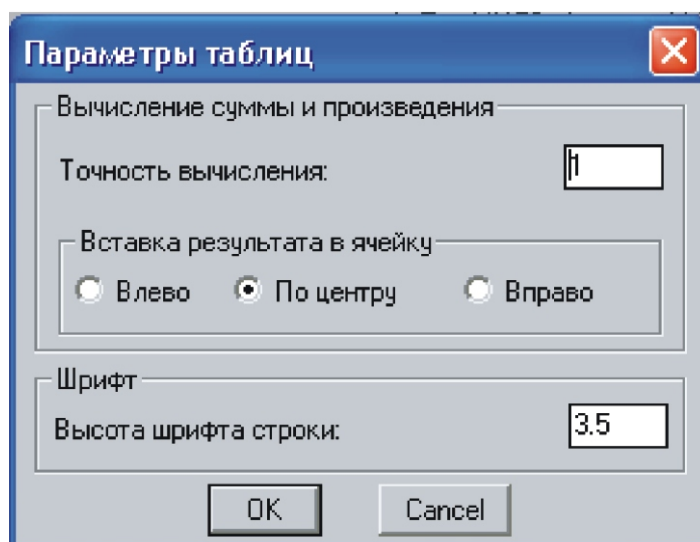 Параметры таблиц
Вычисление суммы и произведения
Точность вычисления: 1
Вставка результата в ячейку
Влево По центру Вправо
Шрифт
Высота шрифта строки: 3.5
OK Cancel